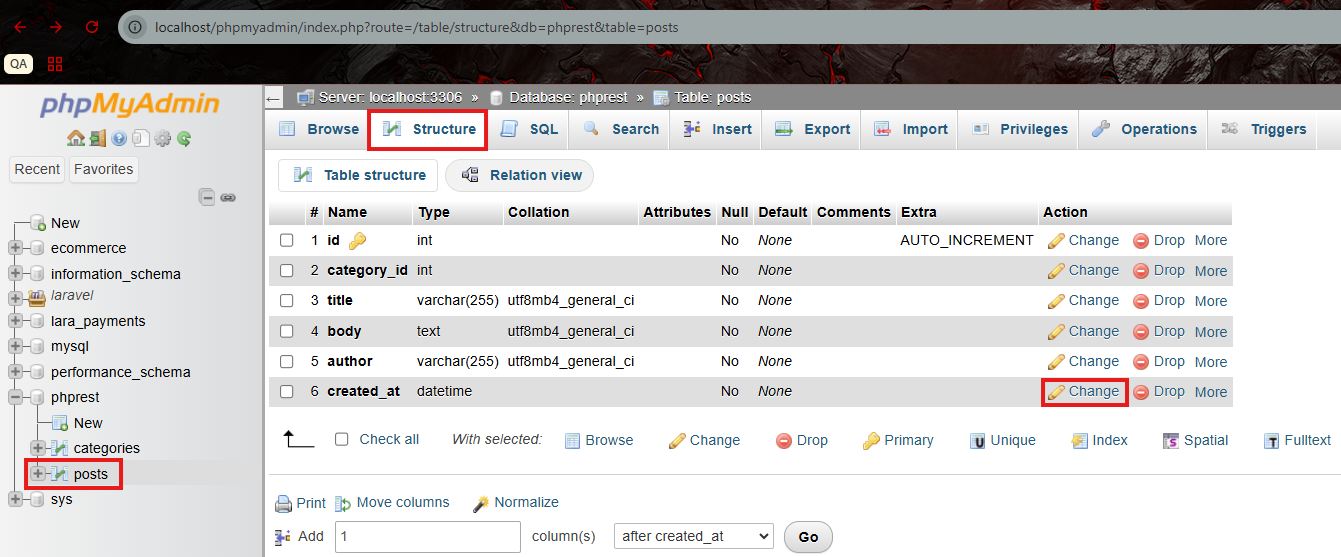 localhost/phpmyadmin/index.php?route=/table/structure&db=phprest&table=posts
QA
phpMyAdmin
Recent Favorites
New
ecommerce
information_schema
laravel
lara_payments
mysql
performance_schema
phprest
New
categories
posts
sys
Server: localhost:3306 » Database: phprest » Table: posts
Browse Structure SQL Search Insert Export Import Privileges Operations Triggers
Table structure Relation view
# Name Type Collation Attributes Null Default Comments Extra Action
1 id int No None AUTO_INCREMENT Change Drop More
2 category_id int No None Change Drop More
3 title varchar(255) utf8mb4_general_ci No None Change Drop More
4 body text utf8mb4_general_ci No None Change Drop More
5 author varchar(255) utf8mb4_general_ci No None Change Drop More
6 created_at datetime No None Change Drop More
Check all With selected: Browse Change Drop Primary Unique Index Spatial Fulltext
Print Move columns Normalize
Add 1 column(s) after created_at Go